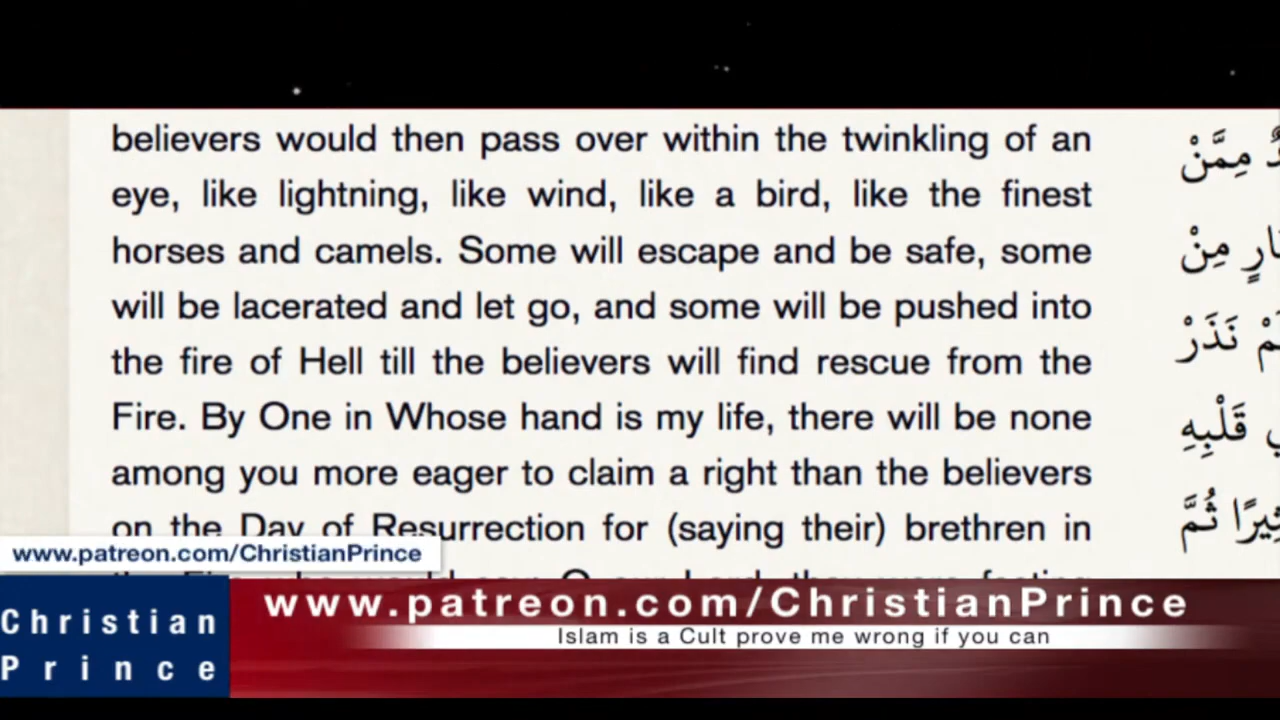 believers would then pass over within the twinkling of an
eye, like lightning, like wind, like a bird, like the finest
horses and camels. Some will escape and be safe, some
will be lacerated and let go, and some will be pushed into
the fire of Hell till the believers will find rescue from the
Fire. By One in Whose hand is my life, there will be none
among you more eager to claim a right than the believers
on the Day of Resurrection for (saying their) brethren in
مِمَّنْ
مِنْ
نَذَرْ
قَلْبِهِ
ثُمَّ
www.patreon.com/ChristianPrince
Christian
Prince
www.patreon.com/ChristianPrince
Islam is a Cult prove me wrong if you can